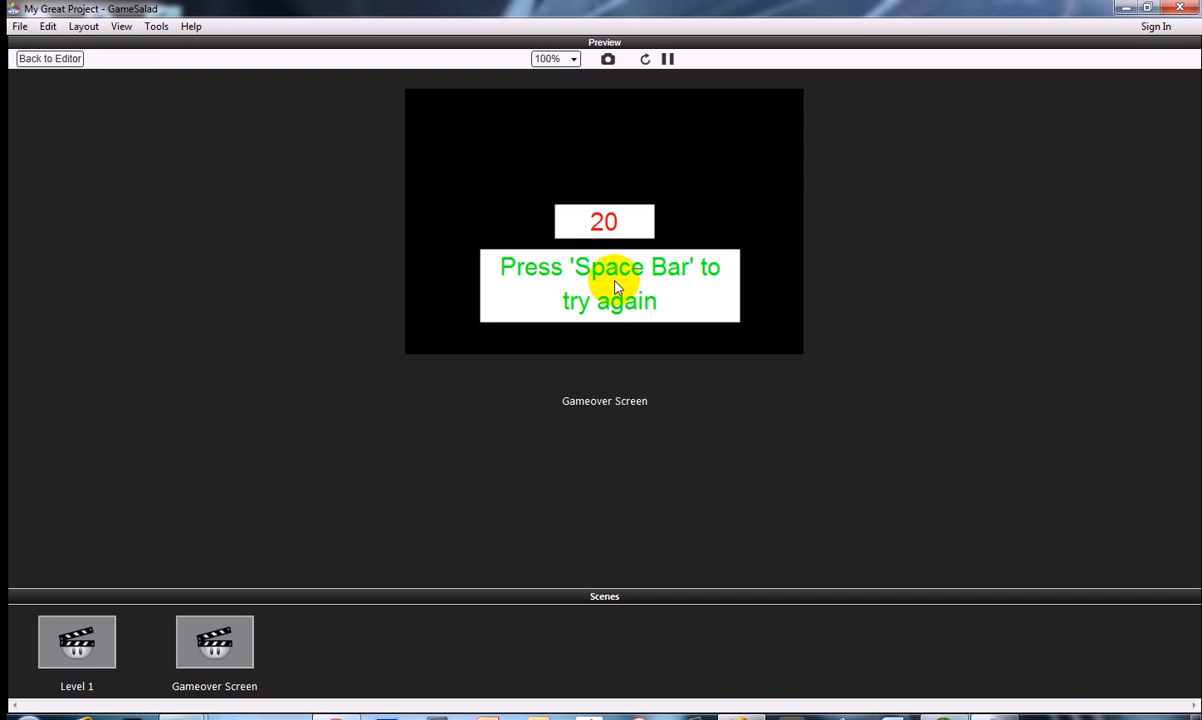 My Great Project - GameSalad
File Edit Layout View Tools Help Sign In
Preview
Back to Editor 100%
20
Press 'Space Bar' to
try again
Gameover Screen
Scenes
Level 1 Gameover Screen